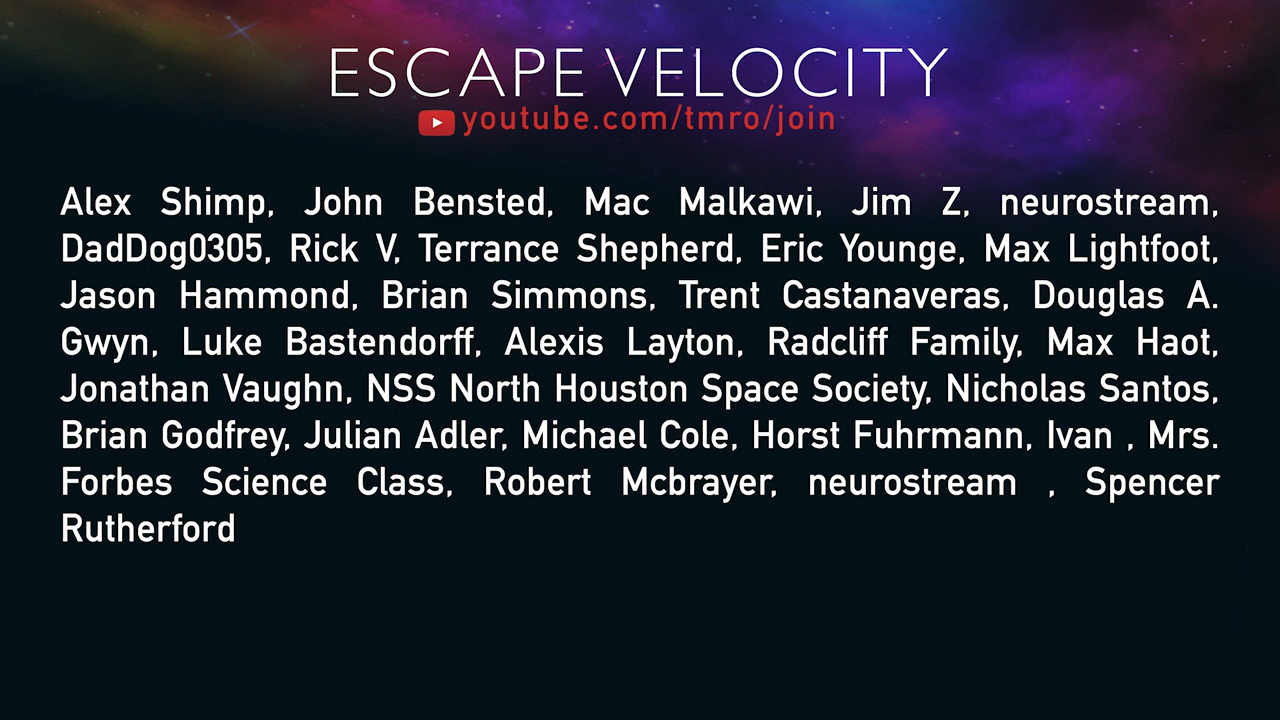 ESCAPE VELOCITY
youtube.com/tmro/join
Alex Shimp, John Bensted, Mac Malkawi, Jim Z, neurostream,
DadDog0305, Rick V, Terrance Shepherd, Eric Younge, Max Lightfoot,
Jason Hammond, Brian Simmons, Trent Castanaveras, Douglas A.
Gwyn, Luke Bastendorff, Alexis Layton, Radcliff Family, Max Haot,
Jonathan Vaughn, NSS North Houston Space Society, Nicholas Santos,
Brian Godfrey, Julian Adler, Michael Cole, Horst Fuhrmann, Ivan , Mrs.
Forbes Science Class, Robert Mcbrayer, neurostream , Spencer
Rutherford